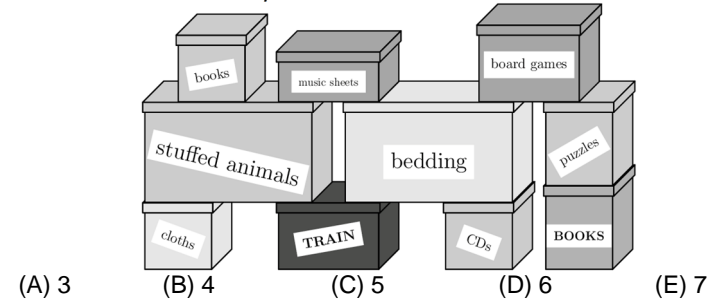 books
music sheets
board games
stuffed animals
bedding
puzzles
cloths
TRAIN
CDs
BOOKS
(A) 3 (B) 4 (C) 5 (D) 6 (E) 7